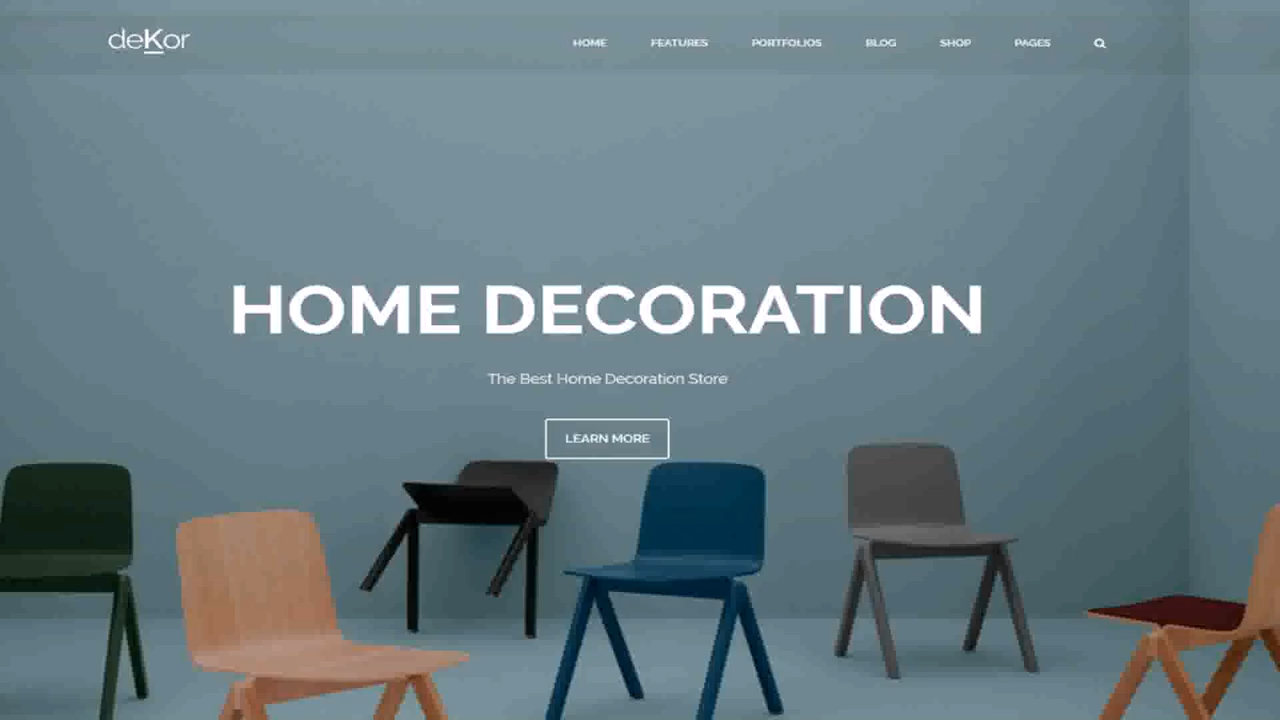 deKor
HOME FEATURES PORTFOLIOS BLOG SHOP PAGES
HOME DECORATION
The Best Home Decoration Store
LEARN MORE